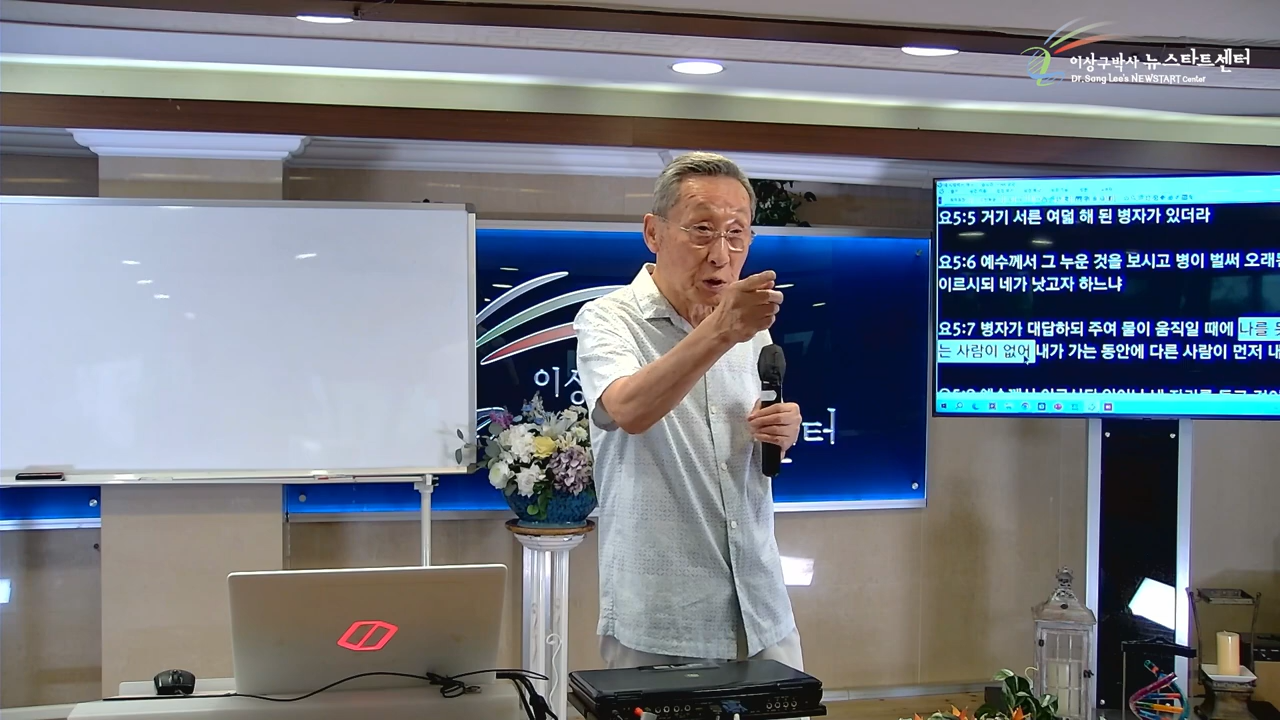 이상구박사 뉴스타트센터
Dr. Sang Lee's NEWSTART Center
요5:5 거기 서른 여덟 해 된 병자가 있더라
요5:6 예수께서 그 누운 것을 보시고 병이 벌써 오래
이르시되 네가 낫고자 하느냐
요5:7 병자가 대답하되 주여 물이 움직일 때에 나를
는 사람이 없어 내가 가는 동안에 다른 사람이 먼저 내
이상
터